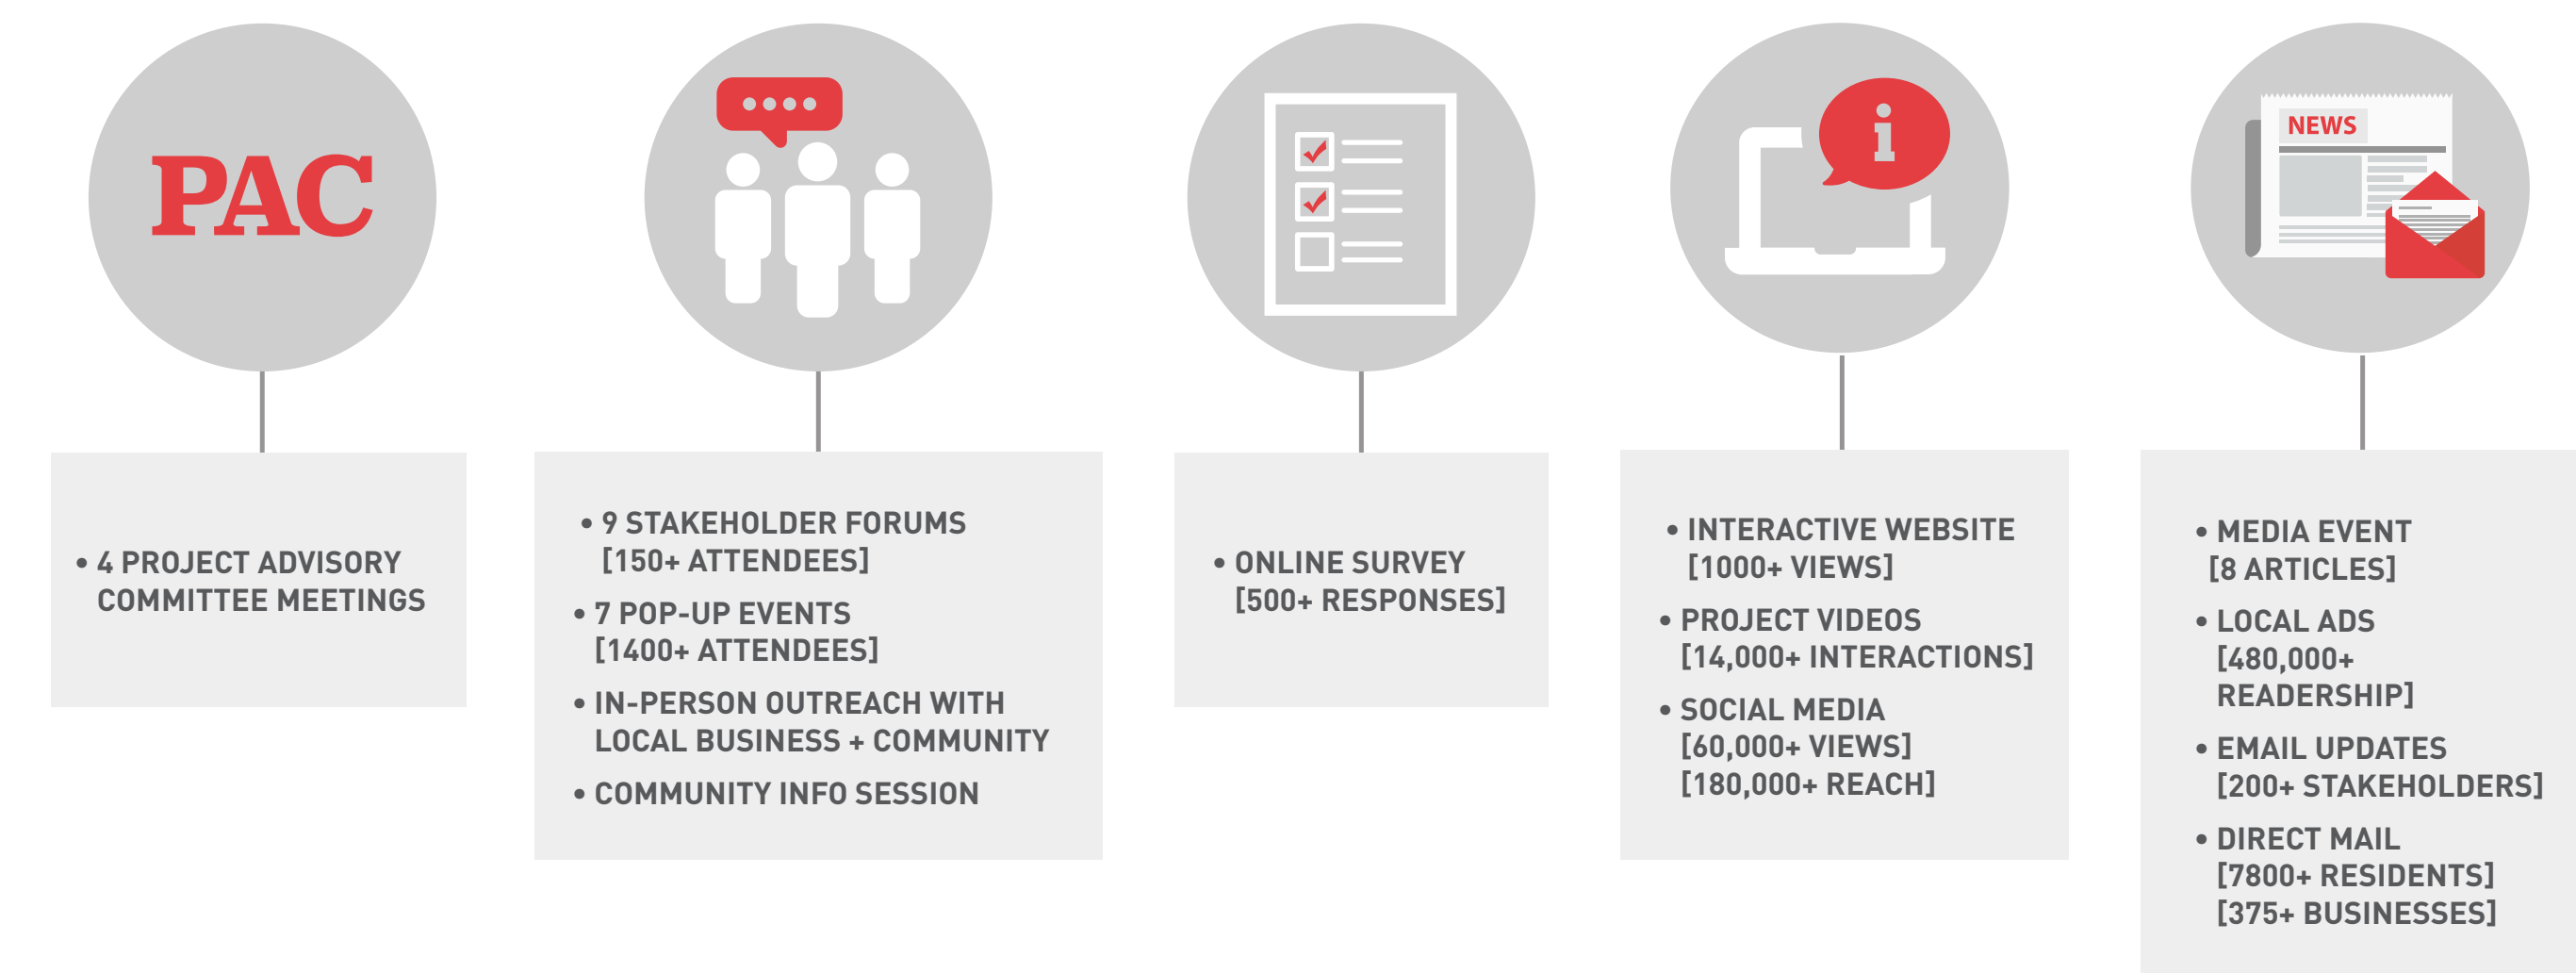 PAC
• 4 PROJECT ADVISORY
COMMITTEE MEETINGS
• 9 STAKEHOLDER FORUMS
[150+ ATTENDEES]
• 7 POP-UP EVENTS
[1400+ ATTENDEES]
• IN-PERSON OUTREACH WITH
LOCAL BUSINESS + COMMUNITY
• COMMUNITY INFO SESSION
• ONLINE SURVEY
[500+ RESPONSES]
i
• INTERACTIVE WEBSITE
[1000+ VIEWS]
• PROJECT VIDEOS
[14,000+ INTERACTIONS]
• SOCIAL MEDIA
[60,000+ VIEWS]
[180,000+ REACH]
NEWS
• MEDIA EVENT
[8 ARTICLES]
• LOCAL ADS
[480,000+
READERSHIP]
• EMAIL UPDATES
[200+ STAKEHOLDERS]
• DIRECT MAIL
[7800+ RESIDENTS]
[375+ BUSINESSES]